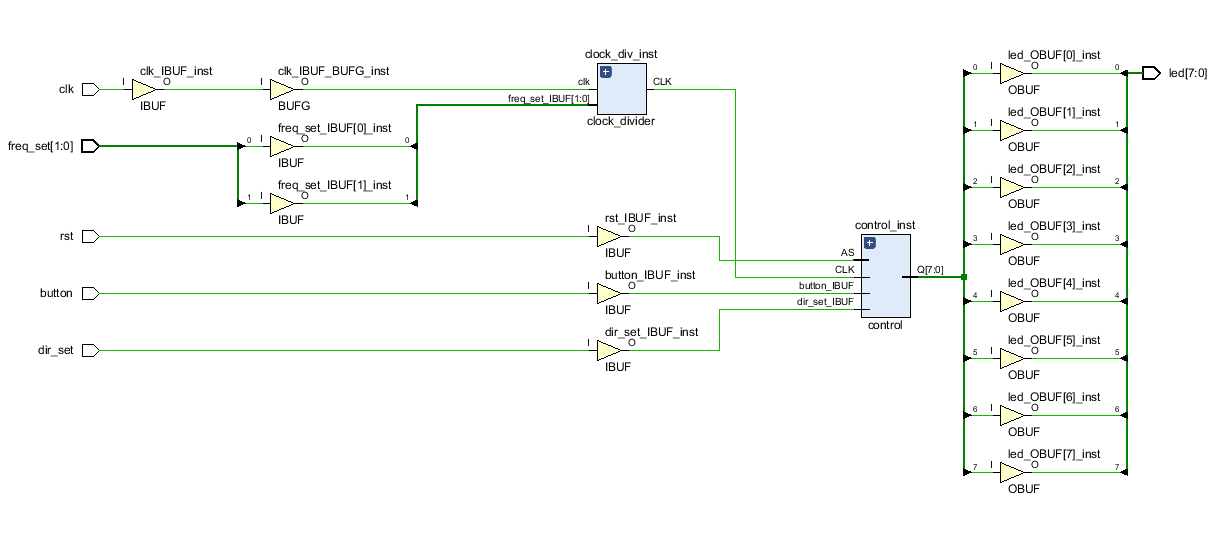 clk
I
clk_IBUF_inst
O
IBUF
I
clk_IBUF_BUFG_inst
O
BUFG
freq_set[1:0]
0
I
freq_set_IBUF[0]_inst
O
0
IBUF
1
I
freq_set_IBUF[1]_inst
O
1
IBUF
clock_div_inst
clk
freq_set_IBUF[1:0]
CLK
clock_divider
rst
I
rst_IBUF_inst
O
IBUF
button
I
button_IBUF_inst
O
IBUF
dir_set
I
dir_set_IBUF_inst
O
IBUF
control_inst
AS
CLK
button_IBUF
dir_set_IBUF
Q[7:0]
control
led_OBUF[0]_inst
0
I
O
0
OBUF
led[7:0]
led_OBUF[1]_inst
1
I
O
1
OBUF
led_OBUF[2]_inst
2
I
O
2
OBUF
led_OBUF[3]_inst
3
I
O
3
OBUF
led_OBUF[4]_inst
4
I
O
4
OBUF
led_OBUF[5]_inst
5
I
O
5
OBUF
led_OBUF[6]_inst
6
I
O
6
OBUF
led_OBUF[7]_inst
7
I
O
7
OBUF